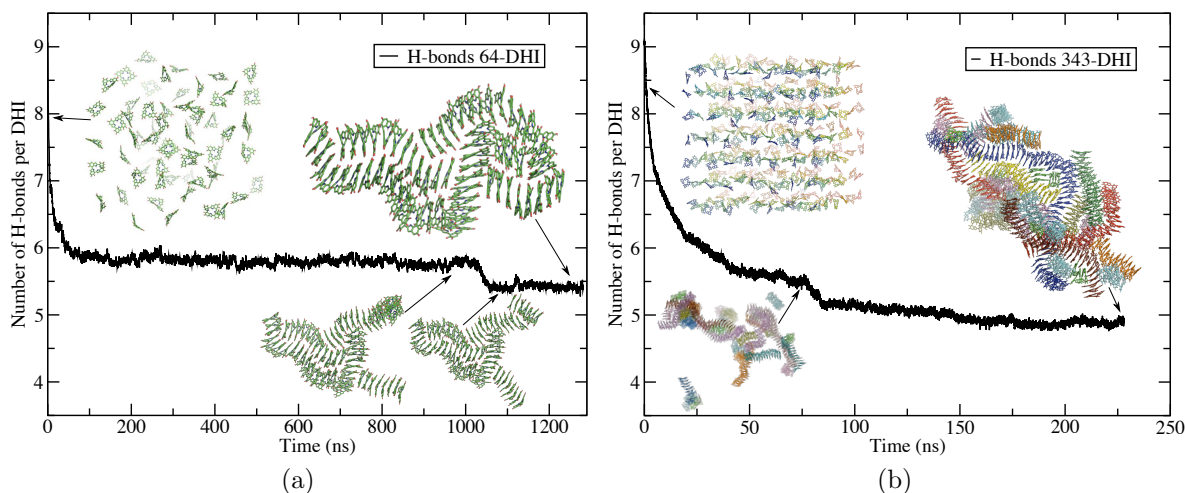 H-bonds 64-DHI
Number of H-bonds per DHI
9
8
7
6
5
4
0 200 400 600 800 1000 1200
Time (ns)
(a)
H-bonds 343-DHI
Number of H-bonds per DHI
9
8
7
6
5
4
0 50 100 150 200 250
Time (ns)
(b)